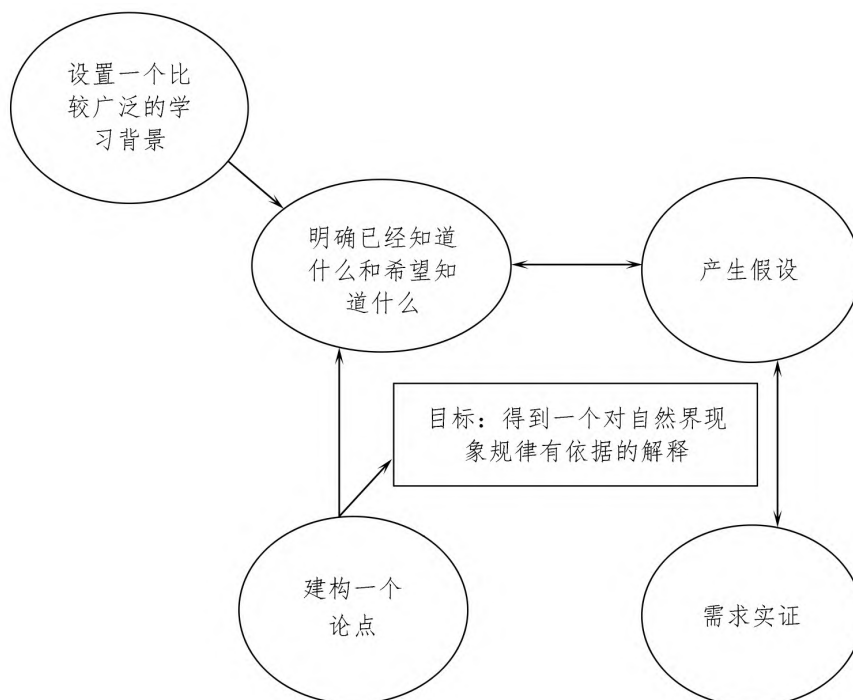 设置一个比
较广泛的学
习背景
明确已经知道
什么和希望知
道什么
产生假设
目标：得到一个对自然界现
象规律有依据的解释
建构一个
论点
需求实证